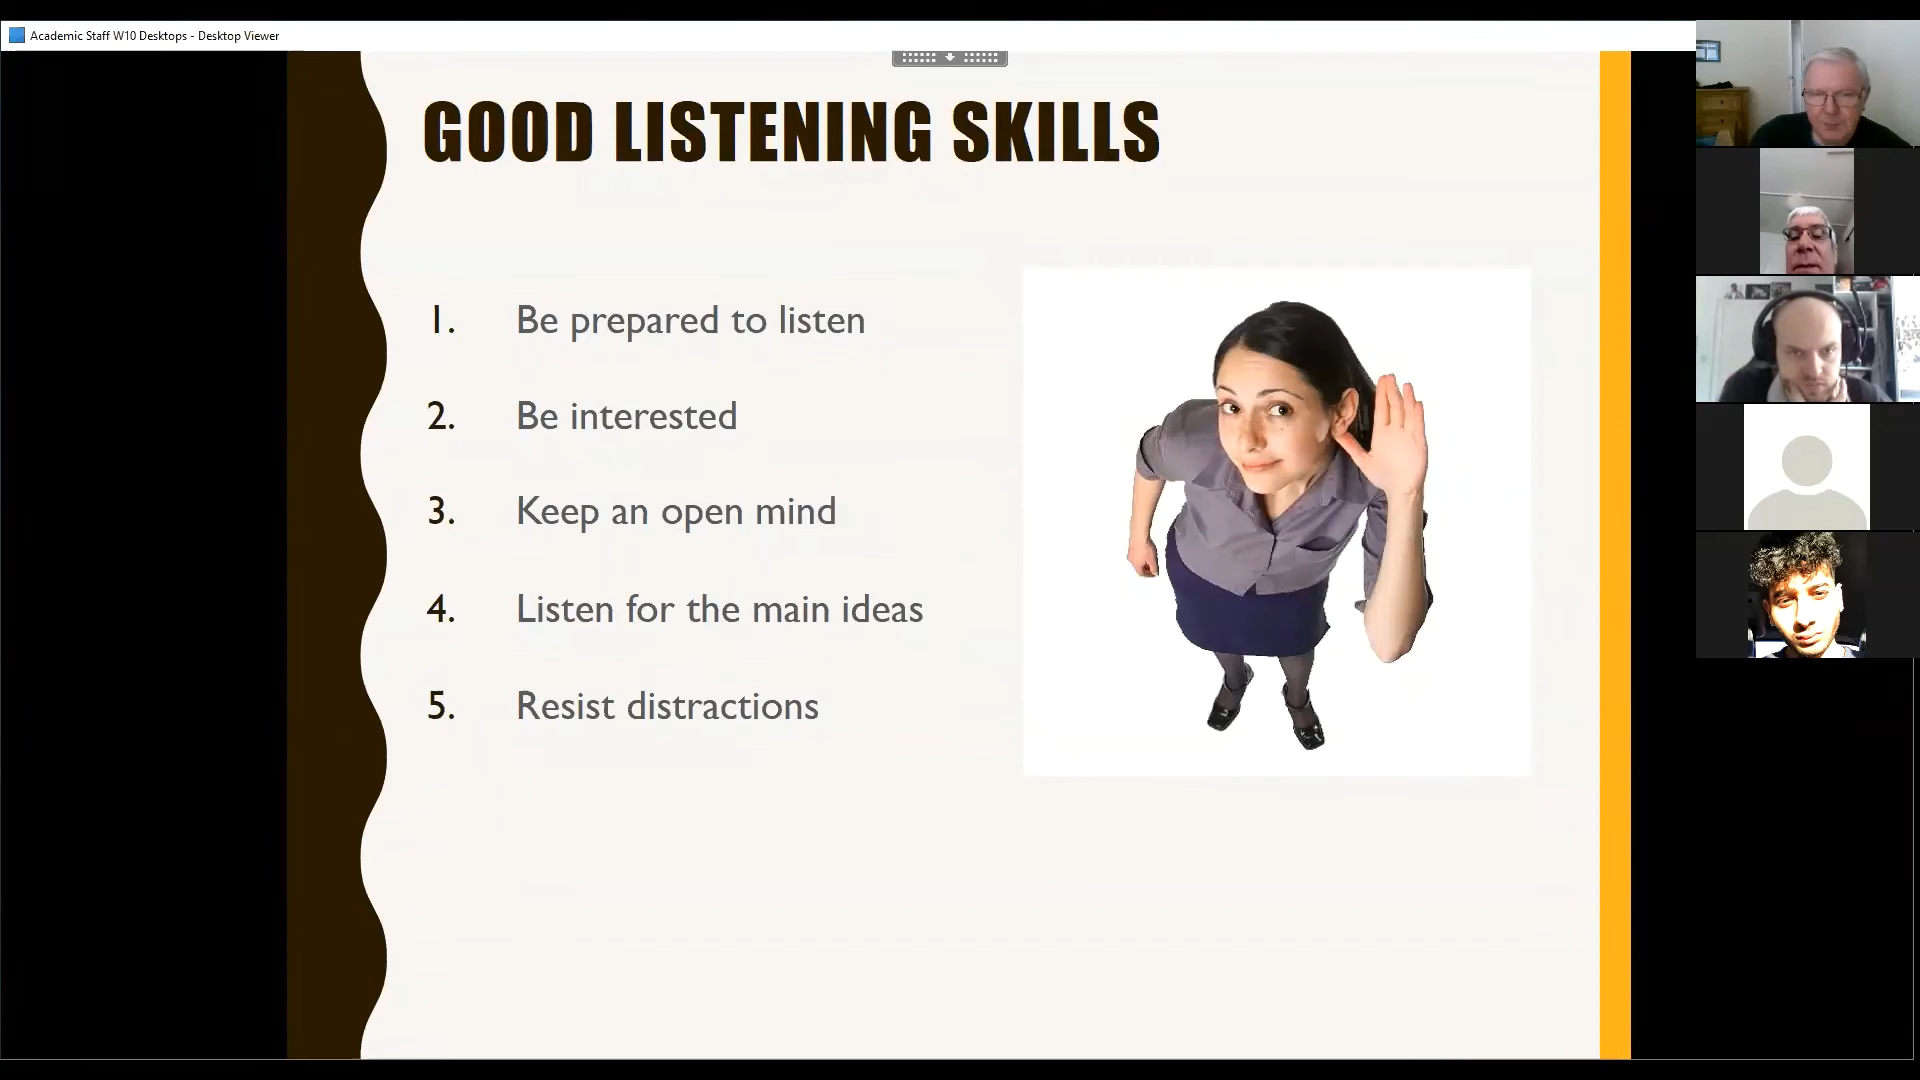 Academic Staff W10 Desktops - Desktop Viewer
GOOD LISTENING SKILLS
1. Be prepared to listen
2. Be interested
3. Keep an open mind
4. Listen for the main ideas
5. Resist distractions